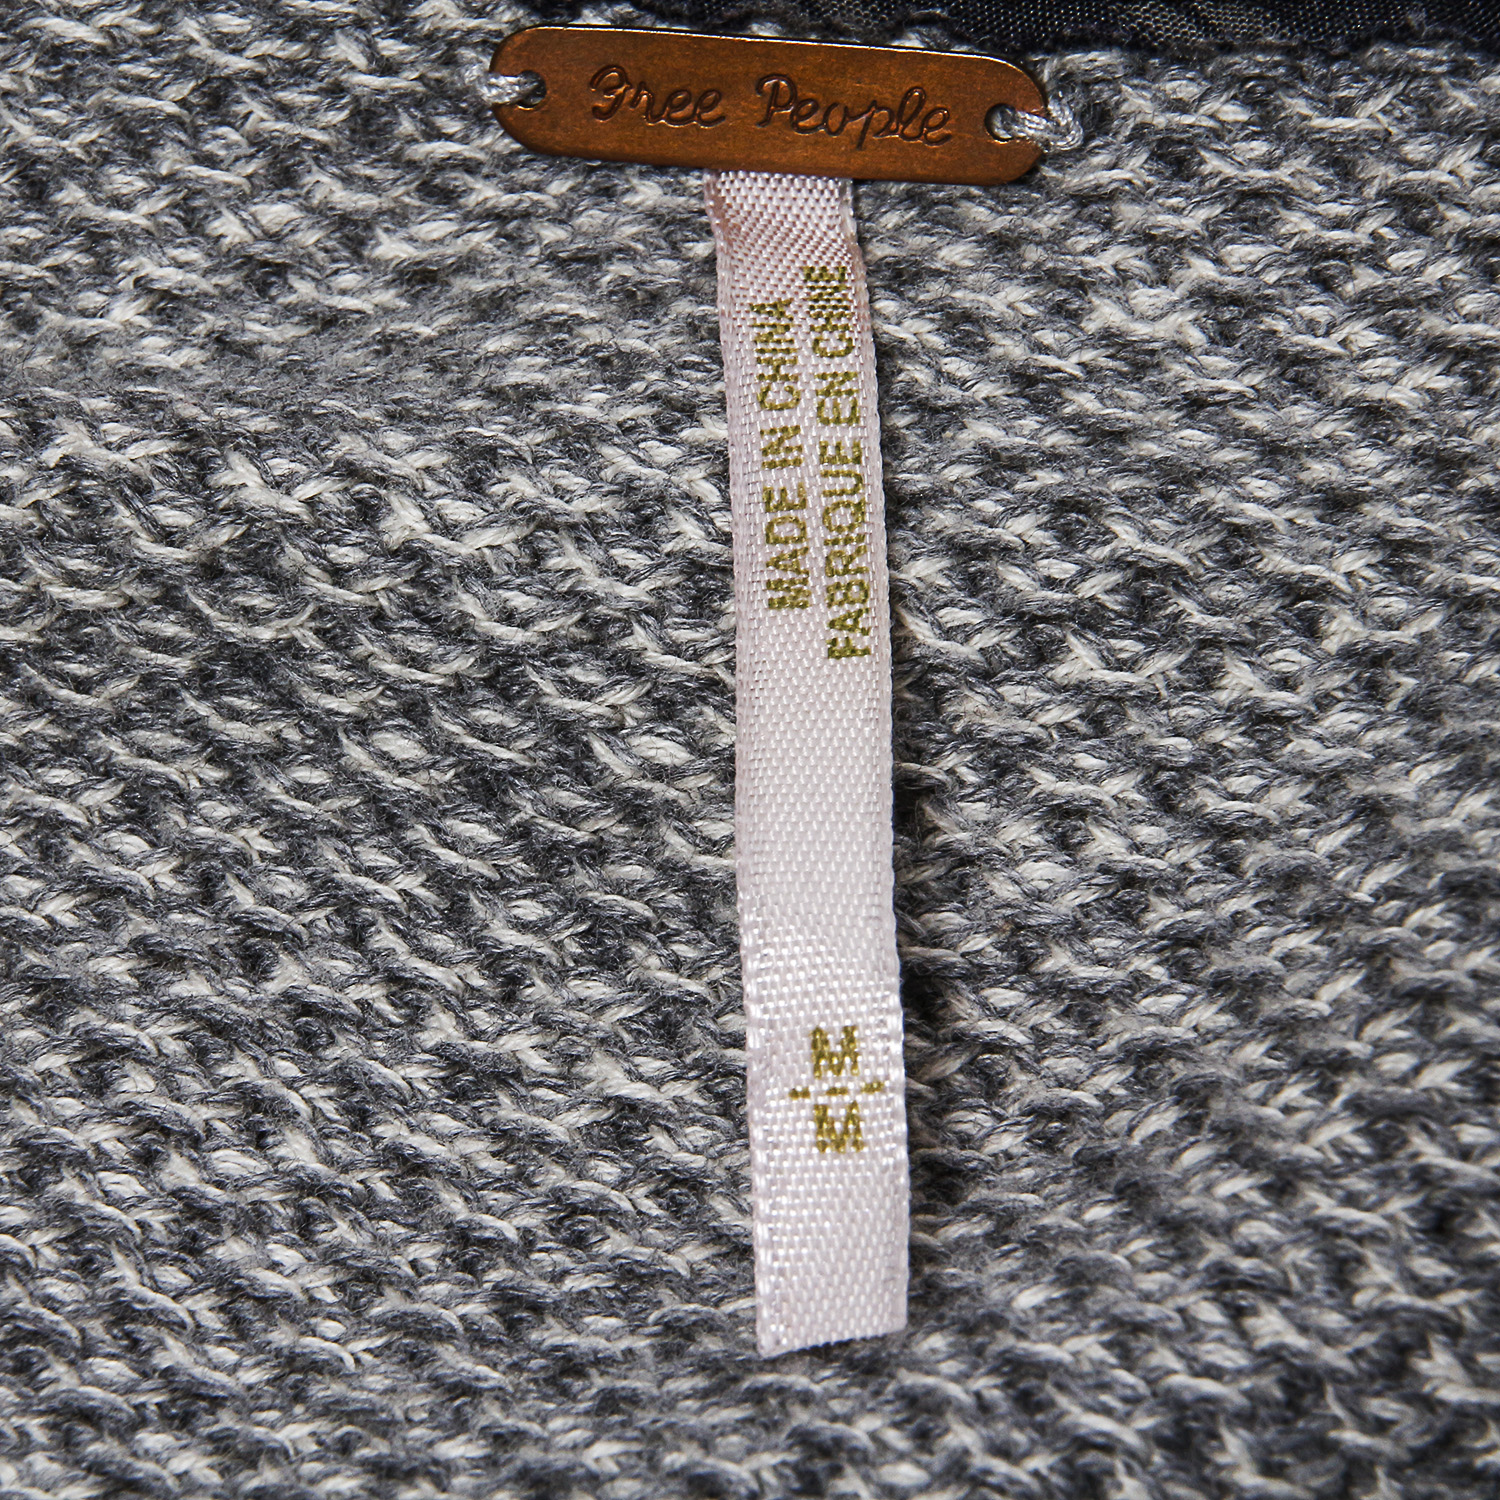 Free People
MADE IN CHINA
FABRIQUE EN CHINE
M M